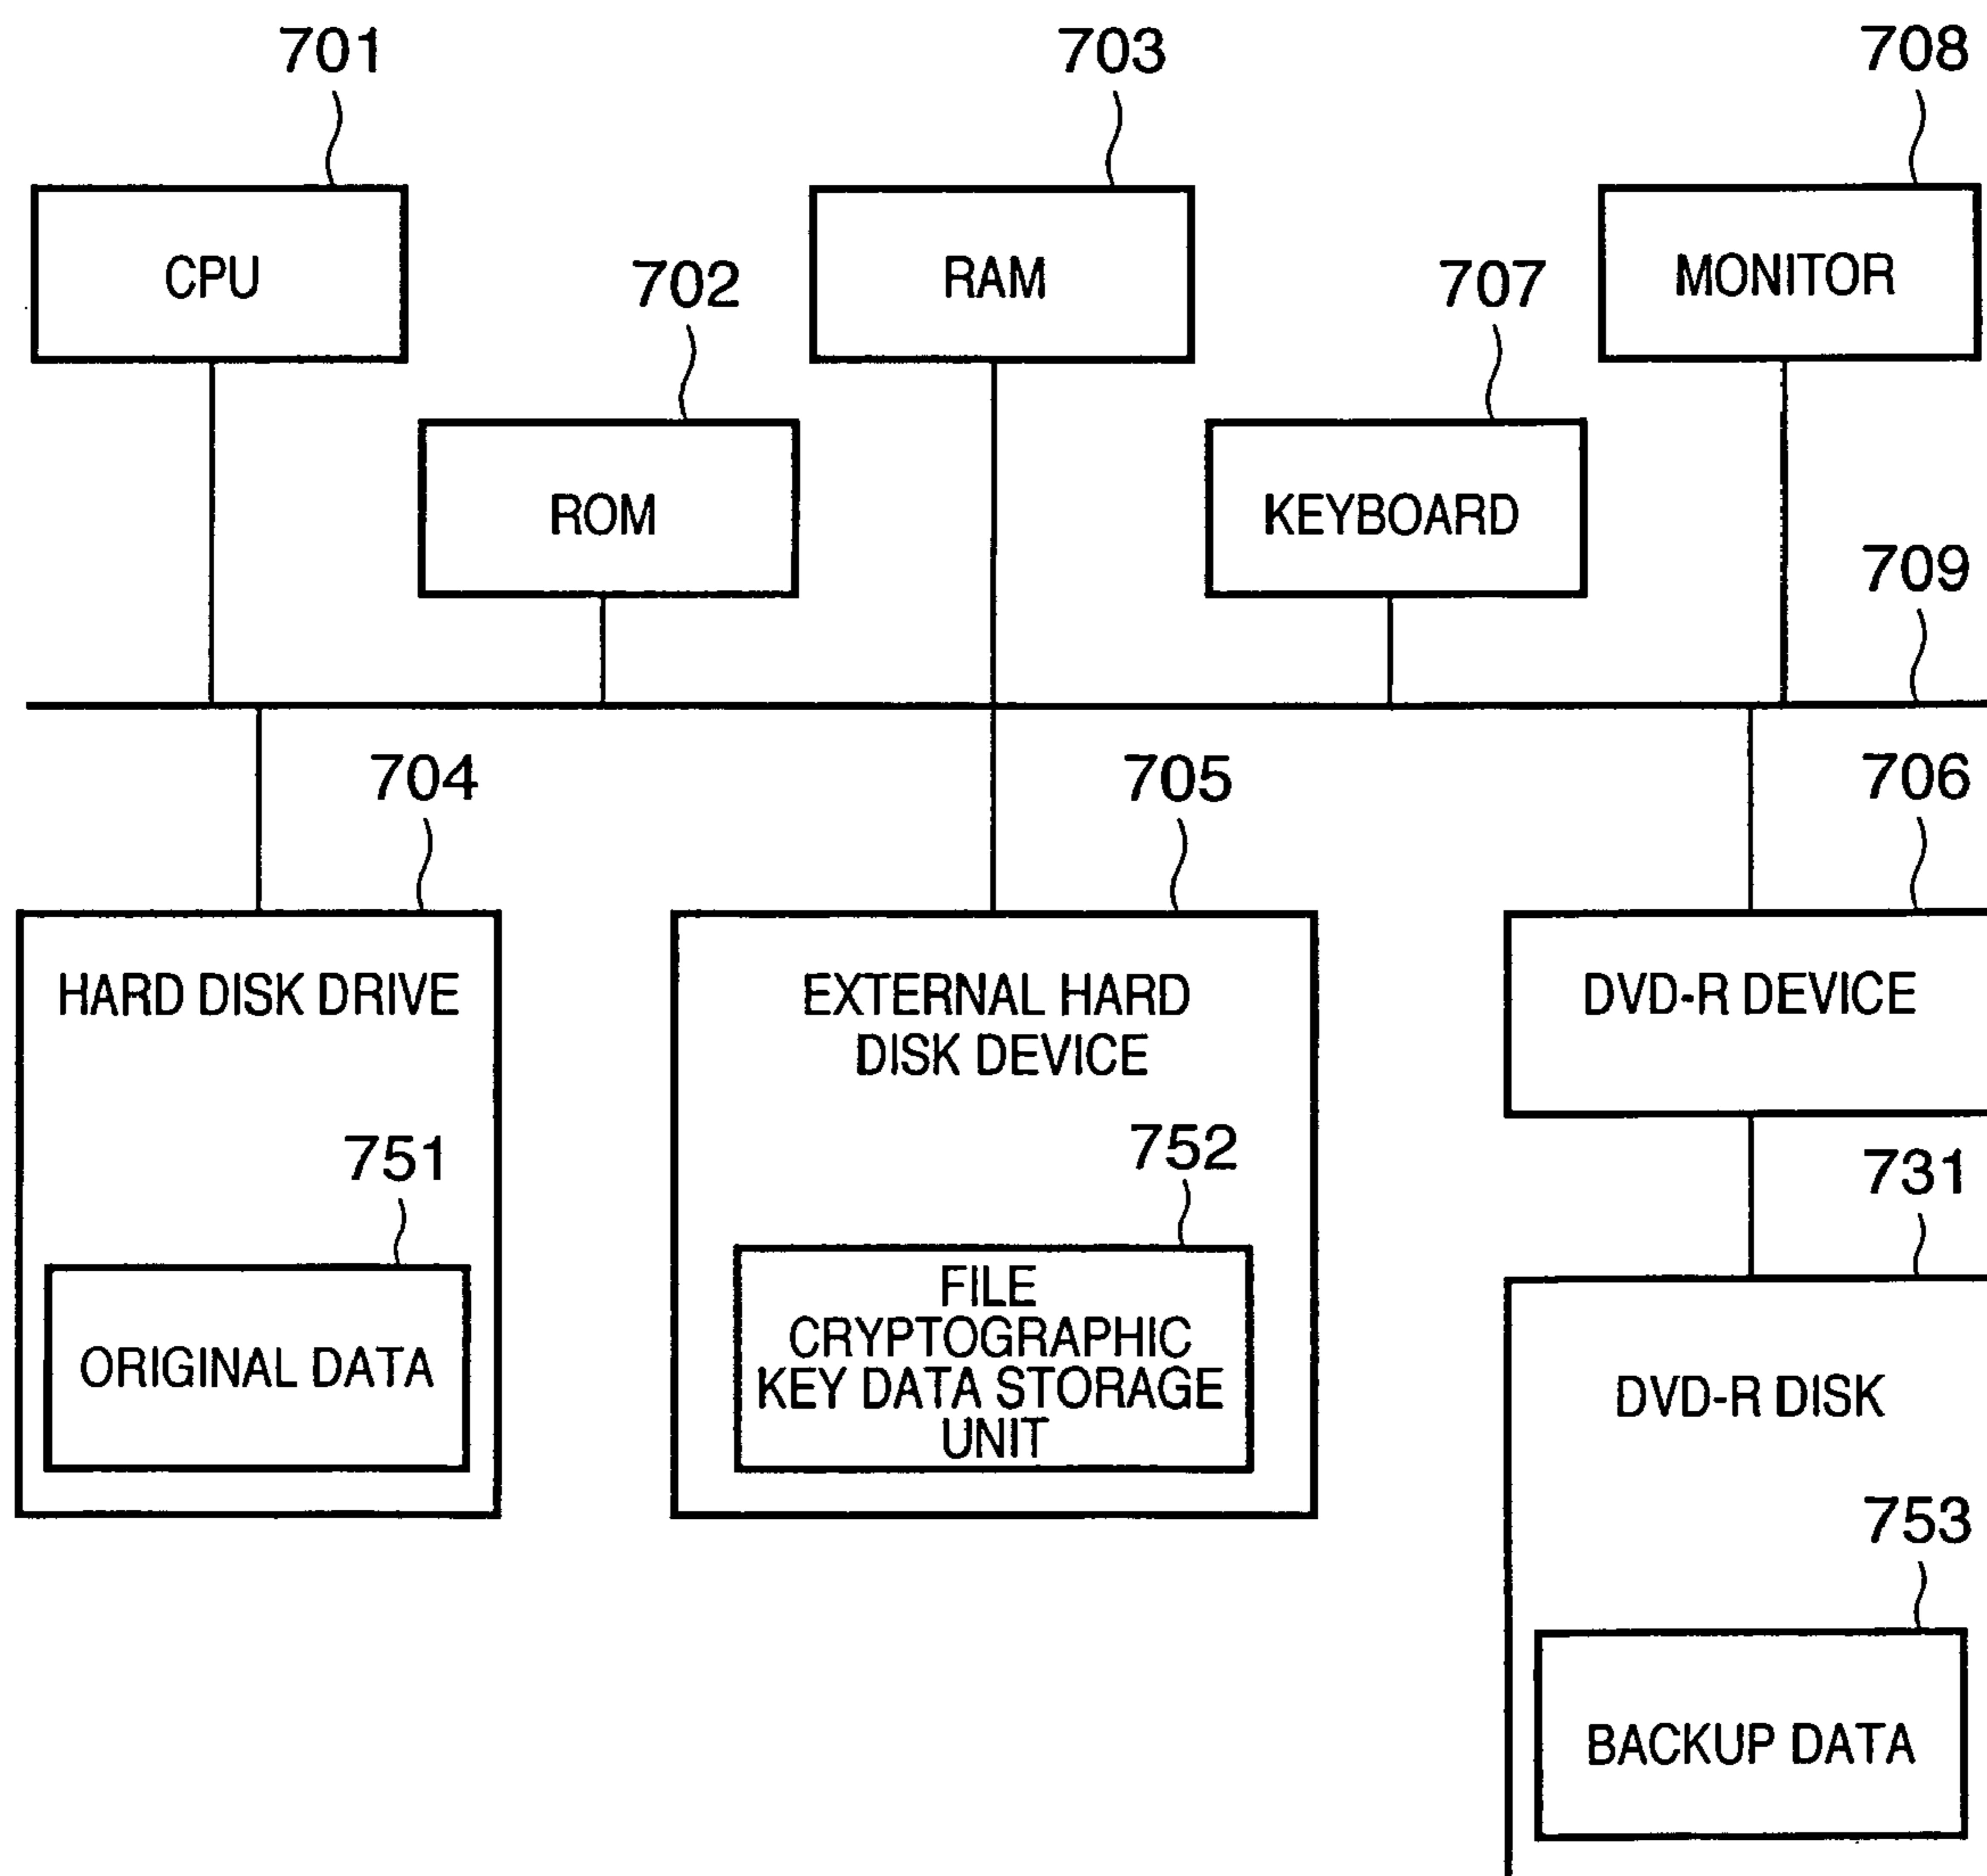 701
703
708
CPU
702
RAM
707
MONITOR
ROM
KEYBOARD
709
704
705
706
HARD DISK DRIVE
EXTERNAL HARD
DISK DEVICE
DVD-R DEVICE
751
752
731
ORIGINAL DATA
FILE
CRYPTOGRAPHIC
KEY DATA STORAGE
UNIT
DVD-R DISK
753
BACKUP DATA